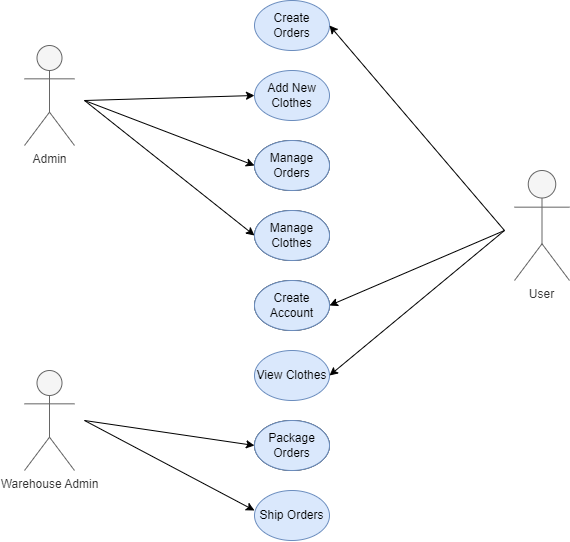 Create
Orders
Add New
Clothes
Admin
Manage
Orders
Manage
Clothes
User
Create
Account
View Clothes
Package
Orders
Warehouse Admin
Ship Orders